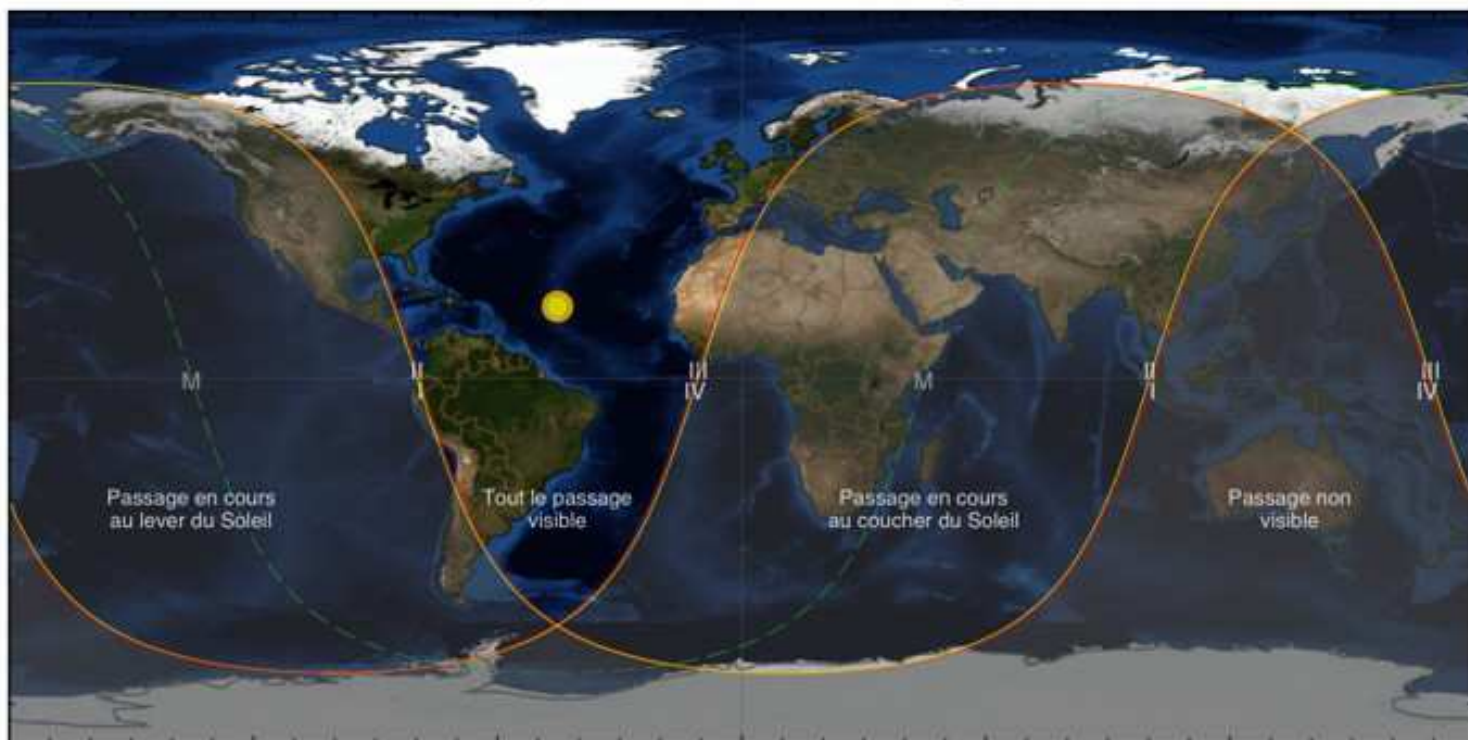 M
II
I
III
IV
M
II
I
III
IV
Passage en cours
au lever du Soleil
Tout le passage
visible
Passage en cours
au coucher du Soleil
Passage non
visible